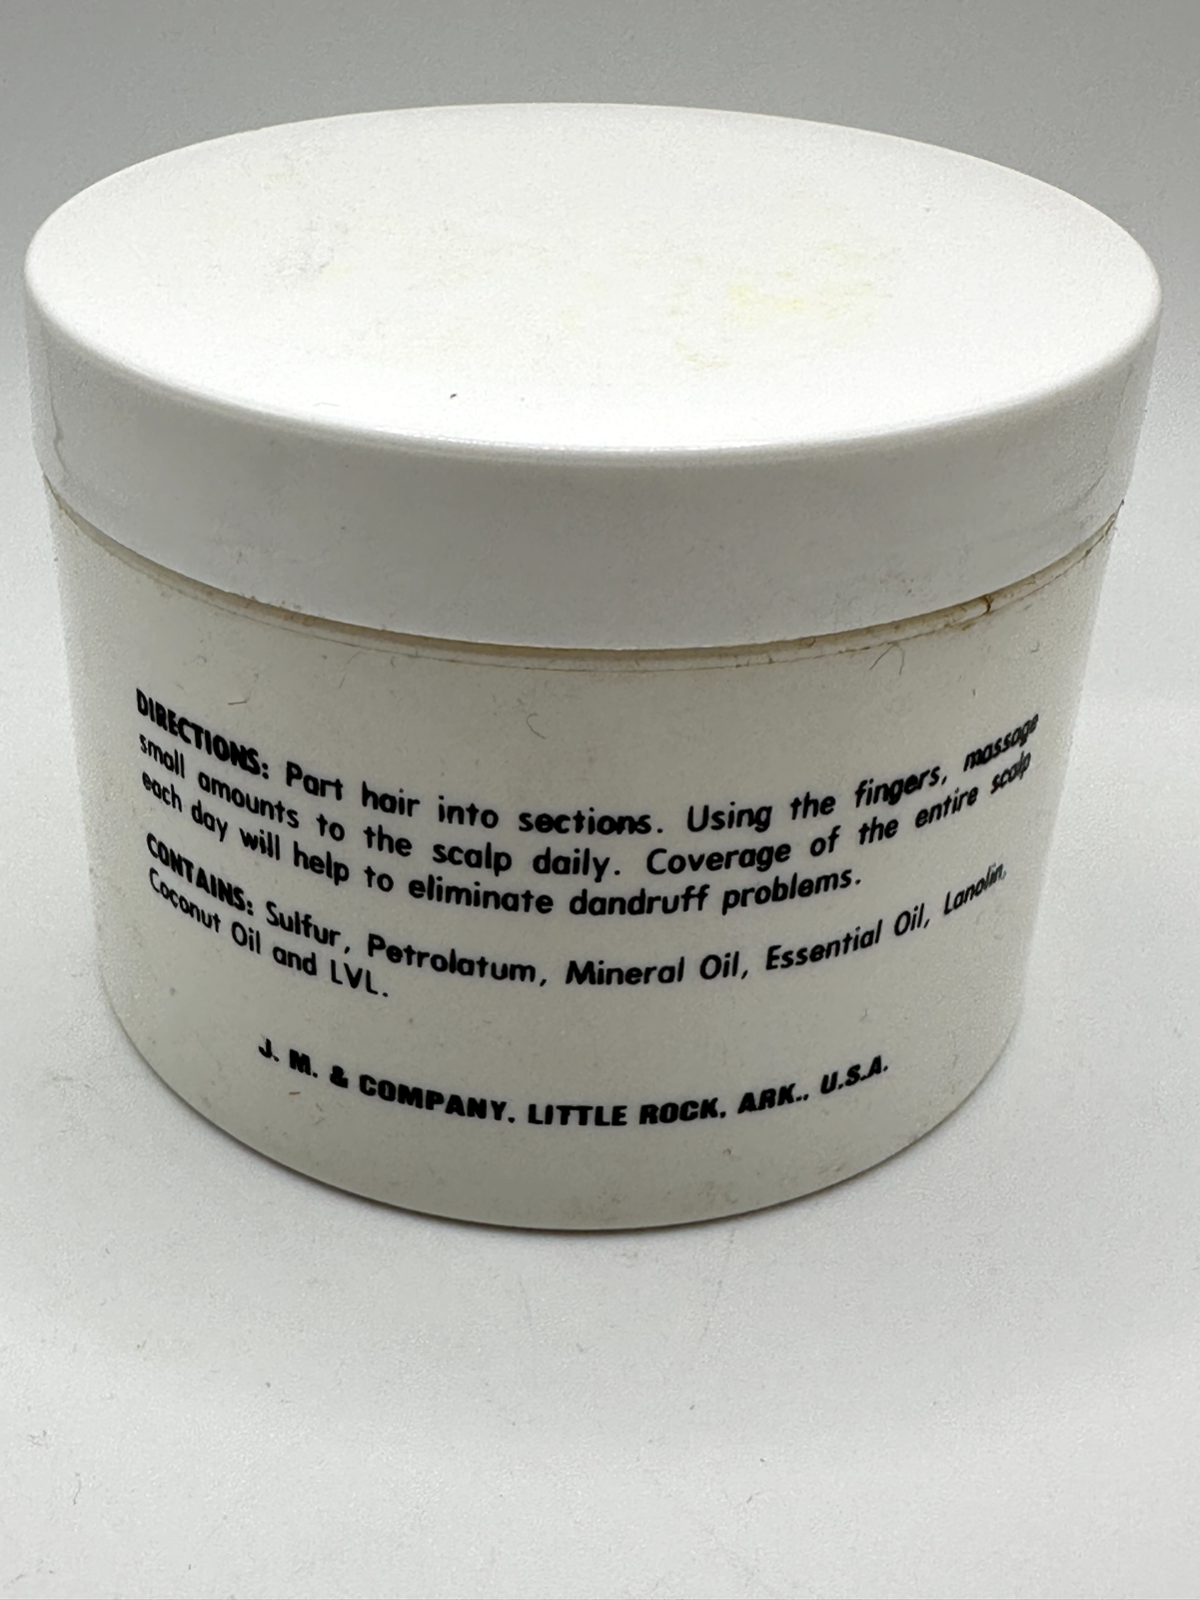 DIRECTIONS: Part hair into sections. Using the fingers, massage
small amounts to the scalp daily. Coverage of the entire scalp
each day will help to eliminate dandruff problems.
CONTAINS: Sulfur, Petrolatum, Mineral Oil, Essential Oil, Lanolin,
Coconut Oil and LVL.
J. M. & COMPANY. LITTLE ROCK, ARK., U.S.A.